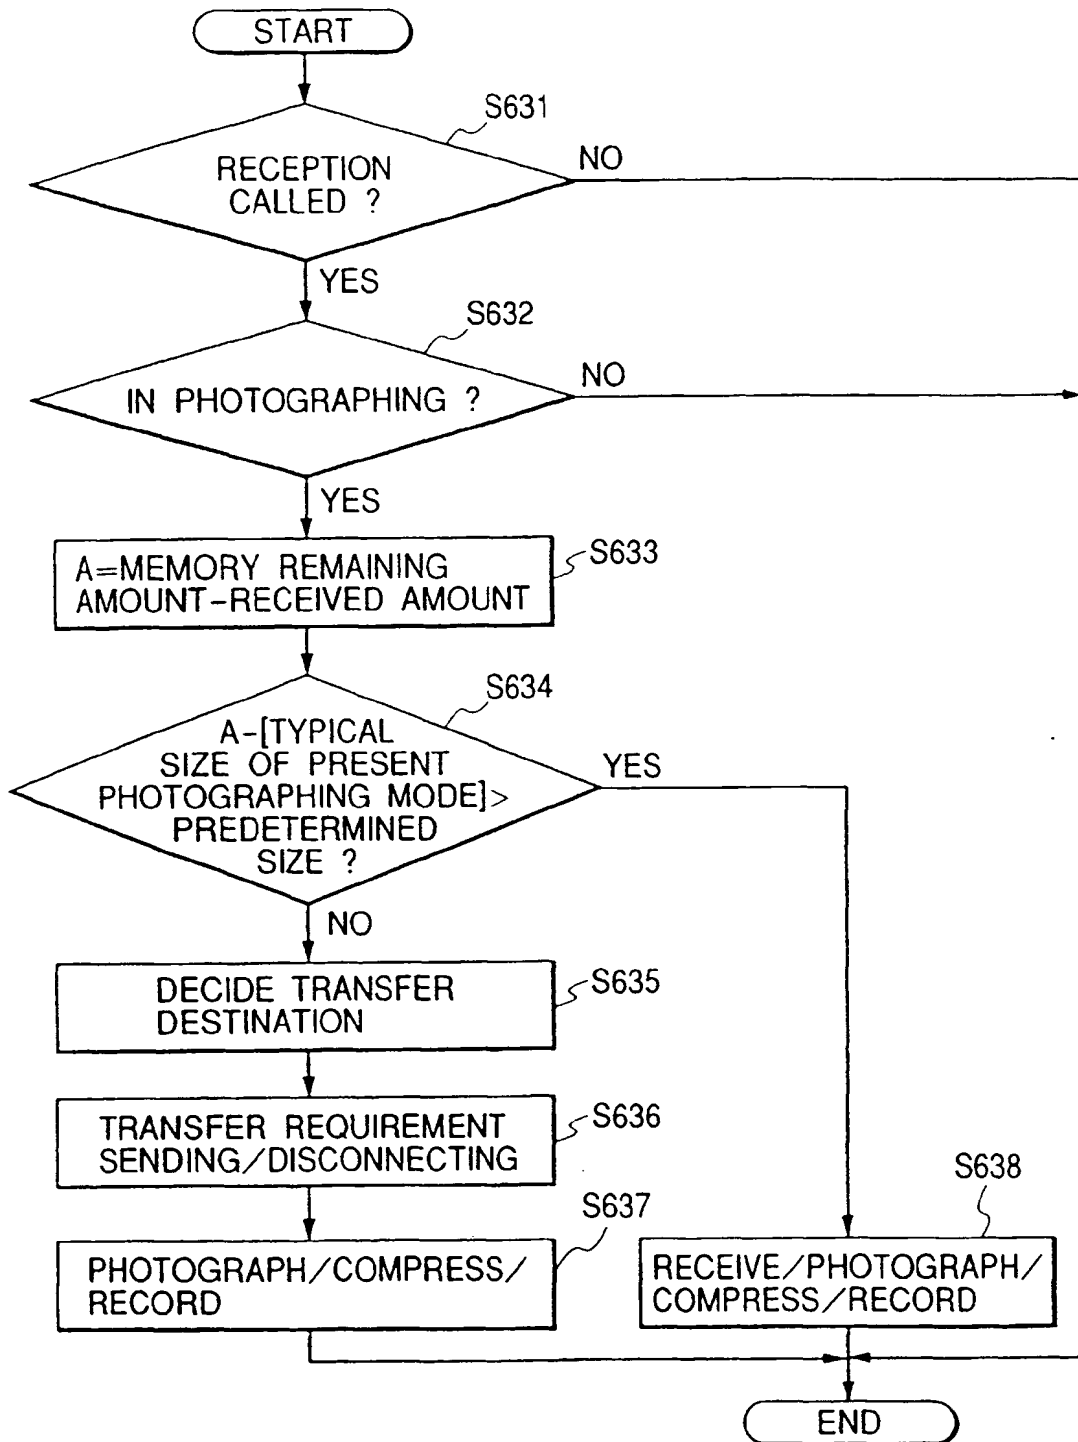 START
S631
RECEPTION
CALLED ?
NO
YES
S632
IN PHOTOGRAPHING ?
NO
YES
S633
A=MEMORY REMAINING
AMOUNT-RECEIVED AMOUNT
S634
A-[TYPICAL
SIZE OF PRESENT
PHOTOGRAPHING MODE]>
PREDETERMINED
SIZE ?
YES
NO
DECIDE TRANSFER
DESTINATION
S635
TRANSFER REQUIREMENT
SENDING/DISCONNECTING
S636
S637
PHOTOGRAPH/COMPRESS/
RECORD
S638
RECEIVE/PHOTOGRAPH/
COMPRESS/RECORD
END